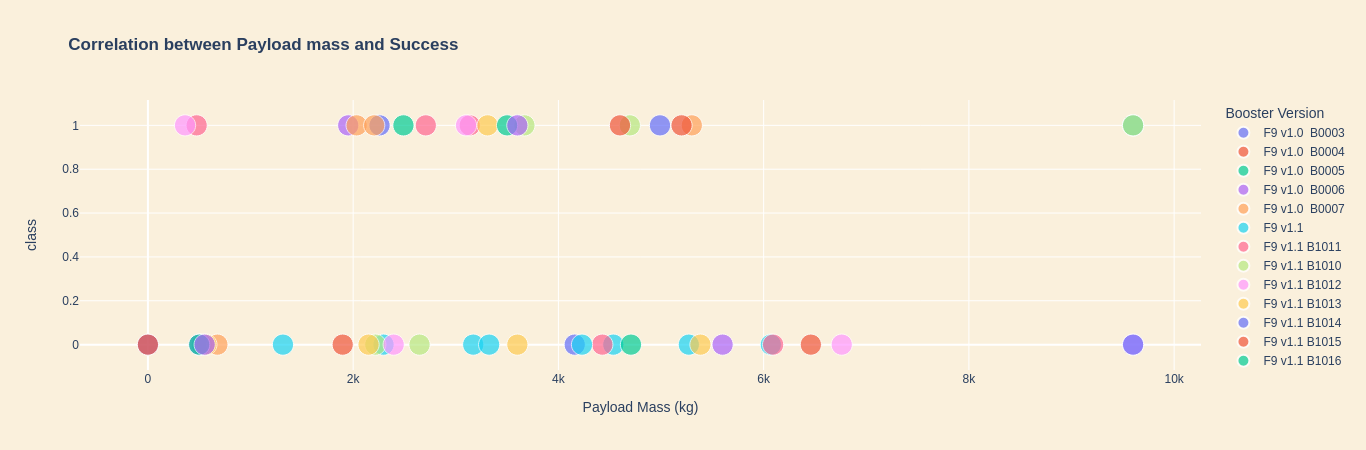 Correlation between Payload mass and Success
1
0.8
0.6
0.4
0.2
0
class
0 2k 4k 6k 8k 10k
Payload Mass (kg)
Booster Version
F9 v1.0  B0003
F9 v1.0  B0004
F9 v1.0  B0005
F9 v1.0  B0006
F9 v1.0  B0007
F9 v1.1
F9 v1.1 B1011
F9 v1.1 B1010
F9 v1.1 B1012
F9 v1.1 B1013
F9 v1.1 B1014
F9 v1.1 B1015
F9 v1.1 B1016